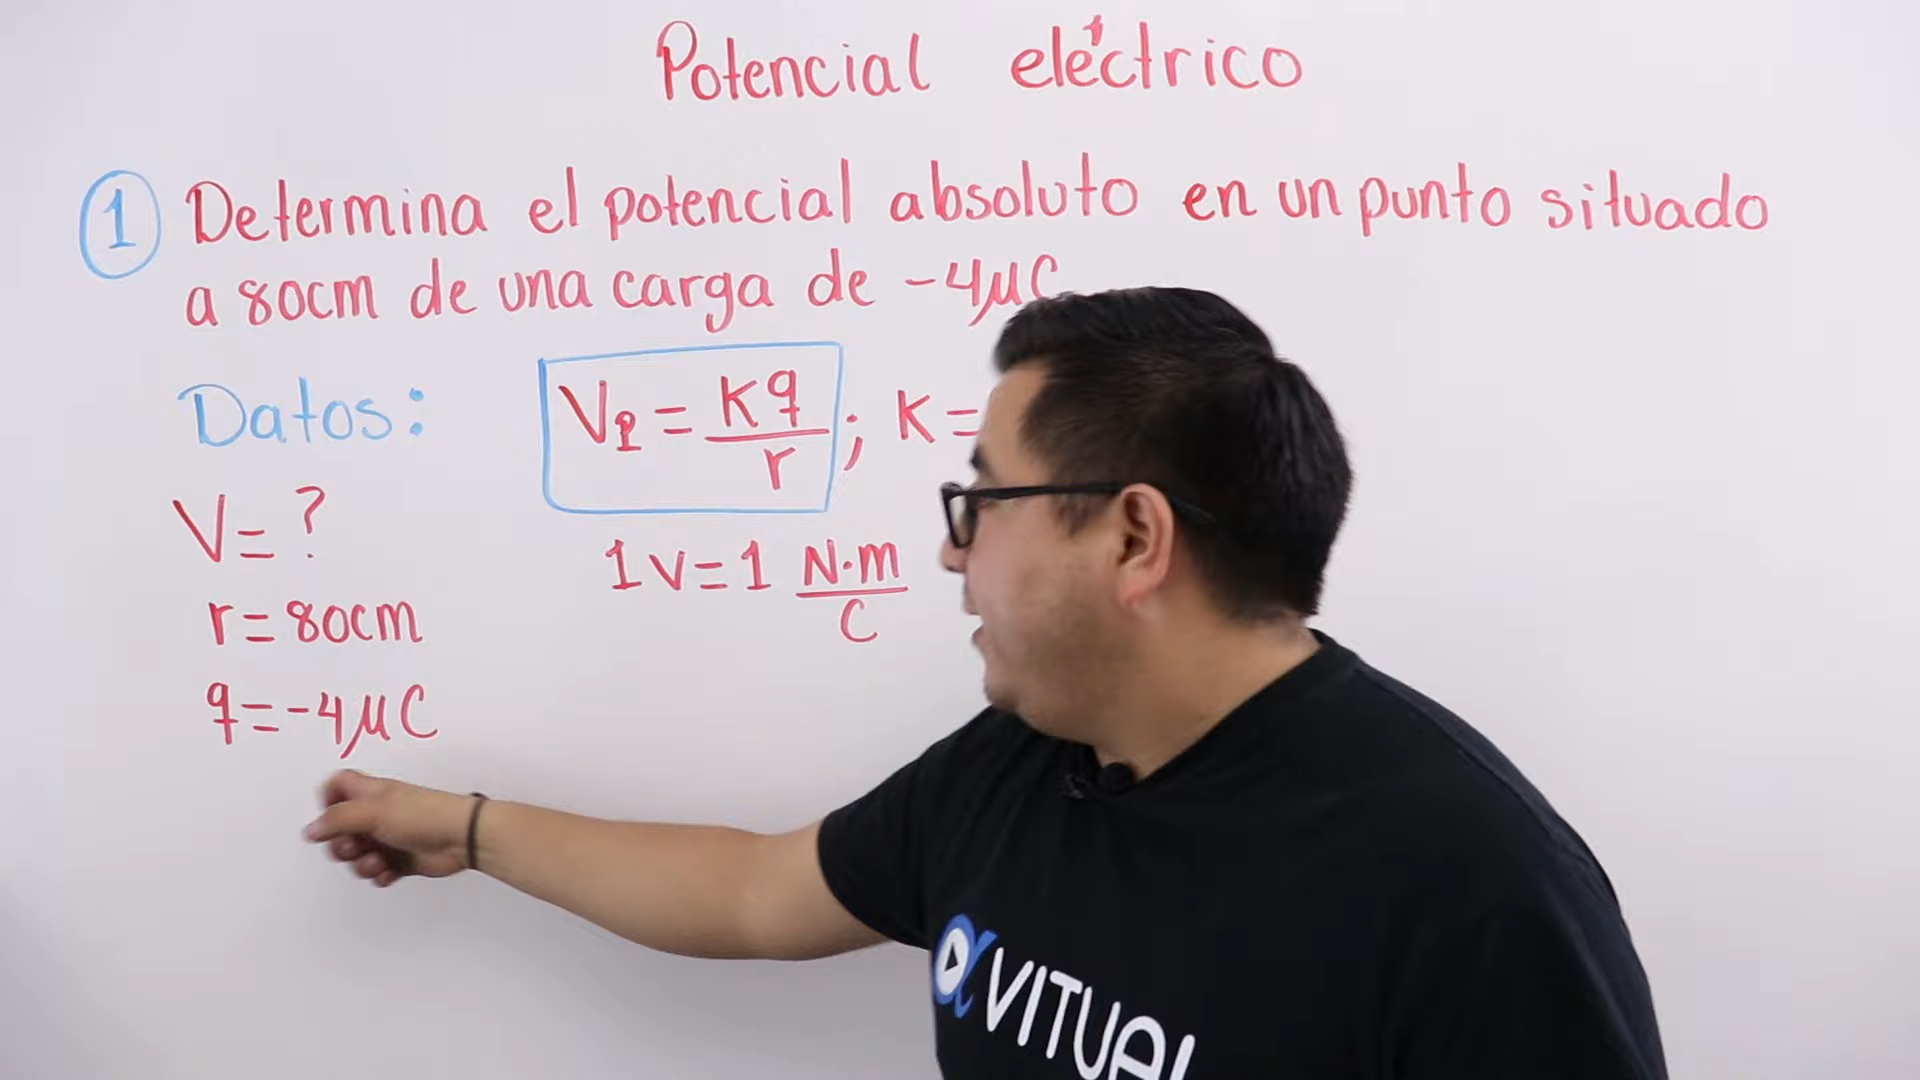 Potencial eléctrico
1 Determina el potencial absoluto en un punto situado
a 80cm de una carga de -4μC
Datos:
V = ?
r = 80cm
q = -4μC
Vp = Kq / r ; K =
1V = 1 N·m / C
VITUAL